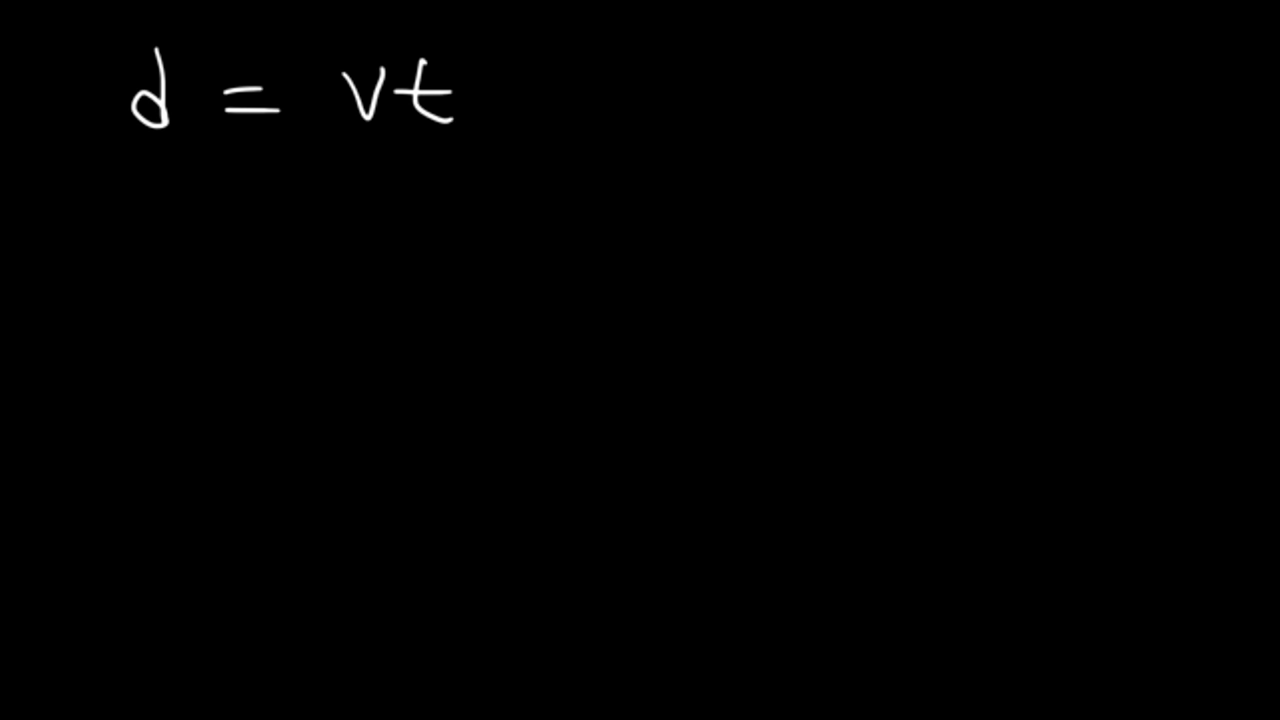 d = vt